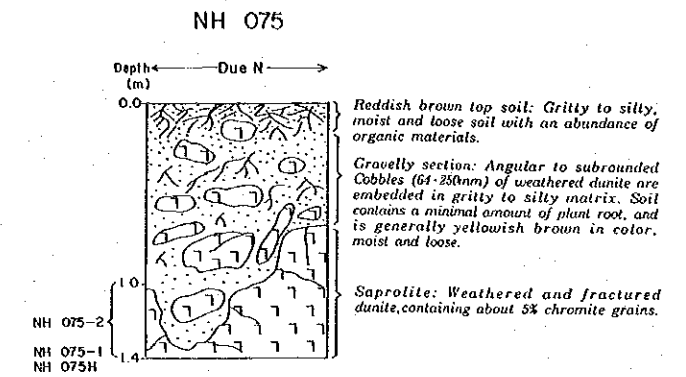 NH 075
Depth
(m)
Due N
0.0
Reddish brown top soil: Gritty to silty,
moist and loose soil with an abundance of
organic materials.
Gravelly section: Angular to subrounded
Cobbles (64-250mm) of weathered dunite are
embedded in gritty to silty matrix. Soil
contains a minimal amount of plant root, and
is generally yellowish brown in color,
moist and loose.
1.0
Saprolite: Weathered and fractured
dunite, containing about 5% chromite grains.
NH 075-2
NH 075-1
1.4
NH 075H